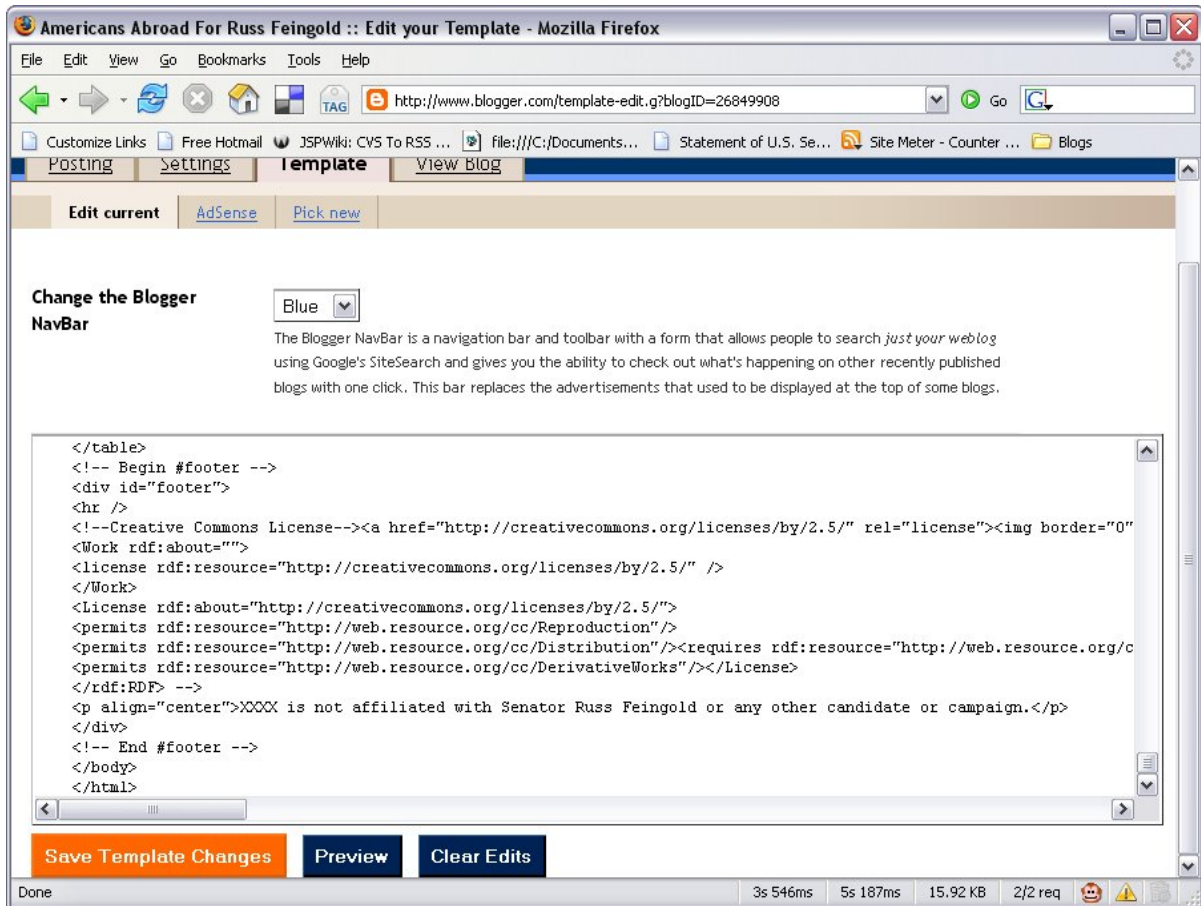 Americans Abroad For Russ Feingold :: Edit your Template - Mozilla Firefox
File Edit View Go Bookmarks Tools Help
TAG http://www.blogger.com/template-edit.g?blogID=26849908 Go G
Customize Links Free Hotmail JSPWiki: CVS To RSS ... file:///C:/Documents... Statement of U.S. Se... Site Meter - Counter ... Blogs
Posting Settings Template View Blog
Edit current AdSense Pick new
Change the Blogger NavBar
Blue
The Blogger NavBar is a navigation bar and toolbar with a form that allows people to search just your weblog
using Google's SiteSearch and gives you the ability to check out what's happening on other recently published
blogs with one click. This bar replaces the advertisements that used to be displayed at the top of some blogs.
</table>
<!-- Begin #footer -->
<div id="footer">
<hr />
<!--Creative Commons License--><a href="http://creativecommons.org/licenses/by/2.5/" rel="license"><img border="0"
<Work rdf:about="">
<license rdf:resource="http://creativecommons.org/licenses/by/2.5/" />
</Work>
<License rdf:about="http://creativecommons.org/licenses/by/2.5/">
<permits rdf:resource="http://web.resource.org/cc/Reproduction"/>
<permits rdf:resource="http://web.resource.org/cc/Distribution"/><requires rdf:resource="http://web.resource.org/c
<permits rdf:resource="http://web.resource.org/cc/DerivativeWorks"/></License>
</rdf:RDF> -->
<p align="center">XXXX is not affiliated with Senator Russ Feingold or any other candidate or campaign.</p>
</div>
<!-- End #footer -->
</body>
</html>
Save Template Changes Preview Clear Edits
Done 3s 546ms 5s 187ms 15.92 KB 2/2 req